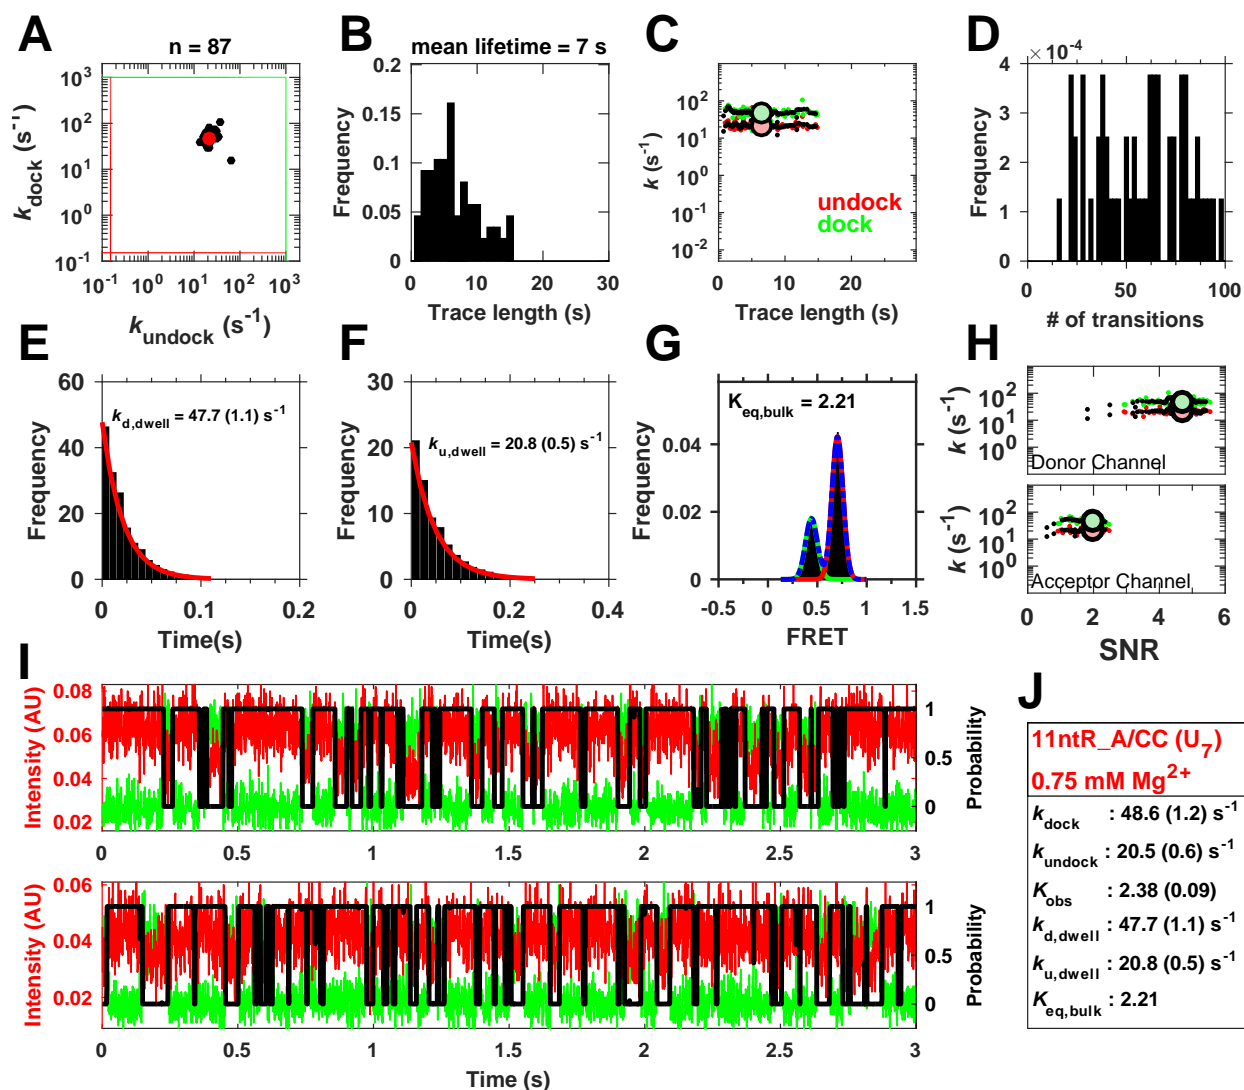 A
n = 87
k_dock (s⁻¹)
10³
10²
10¹
10⁰
10⁻¹
10⁻¹ 10⁰ 10¹ 10² 10³
k_undock (s⁻¹)
B
mean lifetime = 7 s
Frequency
0.2
0.15
0.1
0.05
0
0 10 20 30
Trace length (s)
C
k (s⁻¹)
10²
10¹
10⁰
10⁻¹
10⁻²
undock
dock
0 10 20
Trace length (s)
D
× 10⁻⁴
Frequency
4
3
2
1
0
0 50 100
# of transitions
E
Frequency
60
40
20
0
k_d,dwell = 47.7 (1.1) s⁻¹
0 0.1 0.2
Time(s)
F
Frequency
30
20
10
0
k_u,dwell = 20.8 (0.5) s⁻¹
0 0.2 0.4
Time(s)
G
Frequency
0.04
0.02
0
K_eq,bulk = 2.21
-0.5 0 0.5 1 1.5
FRET
H
k (s⁻¹)
10²
10¹
10⁰
Donor Channel
k (s⁻¹)
10²
10¹
10⁰
Acceptor Channel
0 2 4 6
SNR
I
Intensity (AU)
0.08
0.06
0.04
0.02
1
0.5
0
Probability
0 0.5 1 1.5 2 2.5 3
Intensity (AU)
0.06
0.04
0.02
1
0.5
0
Probability
0 0.5 1 1.5 2 2.5 3
Time (s)
J
11ntR_A/CC (U₇)
0.75 mM Mg²⁺
k_dock : 48.6 (1.2) s⁻¹
k_undock : 20.5 (0.6) s⁻¹
K_obs : 2.38 (0.09)
k_d,dwell : 47.7 (1.1) s⁻¹
k_u,dwell : 20.8 (0.5) s⁻¹
K_eq,bulk : 2.21